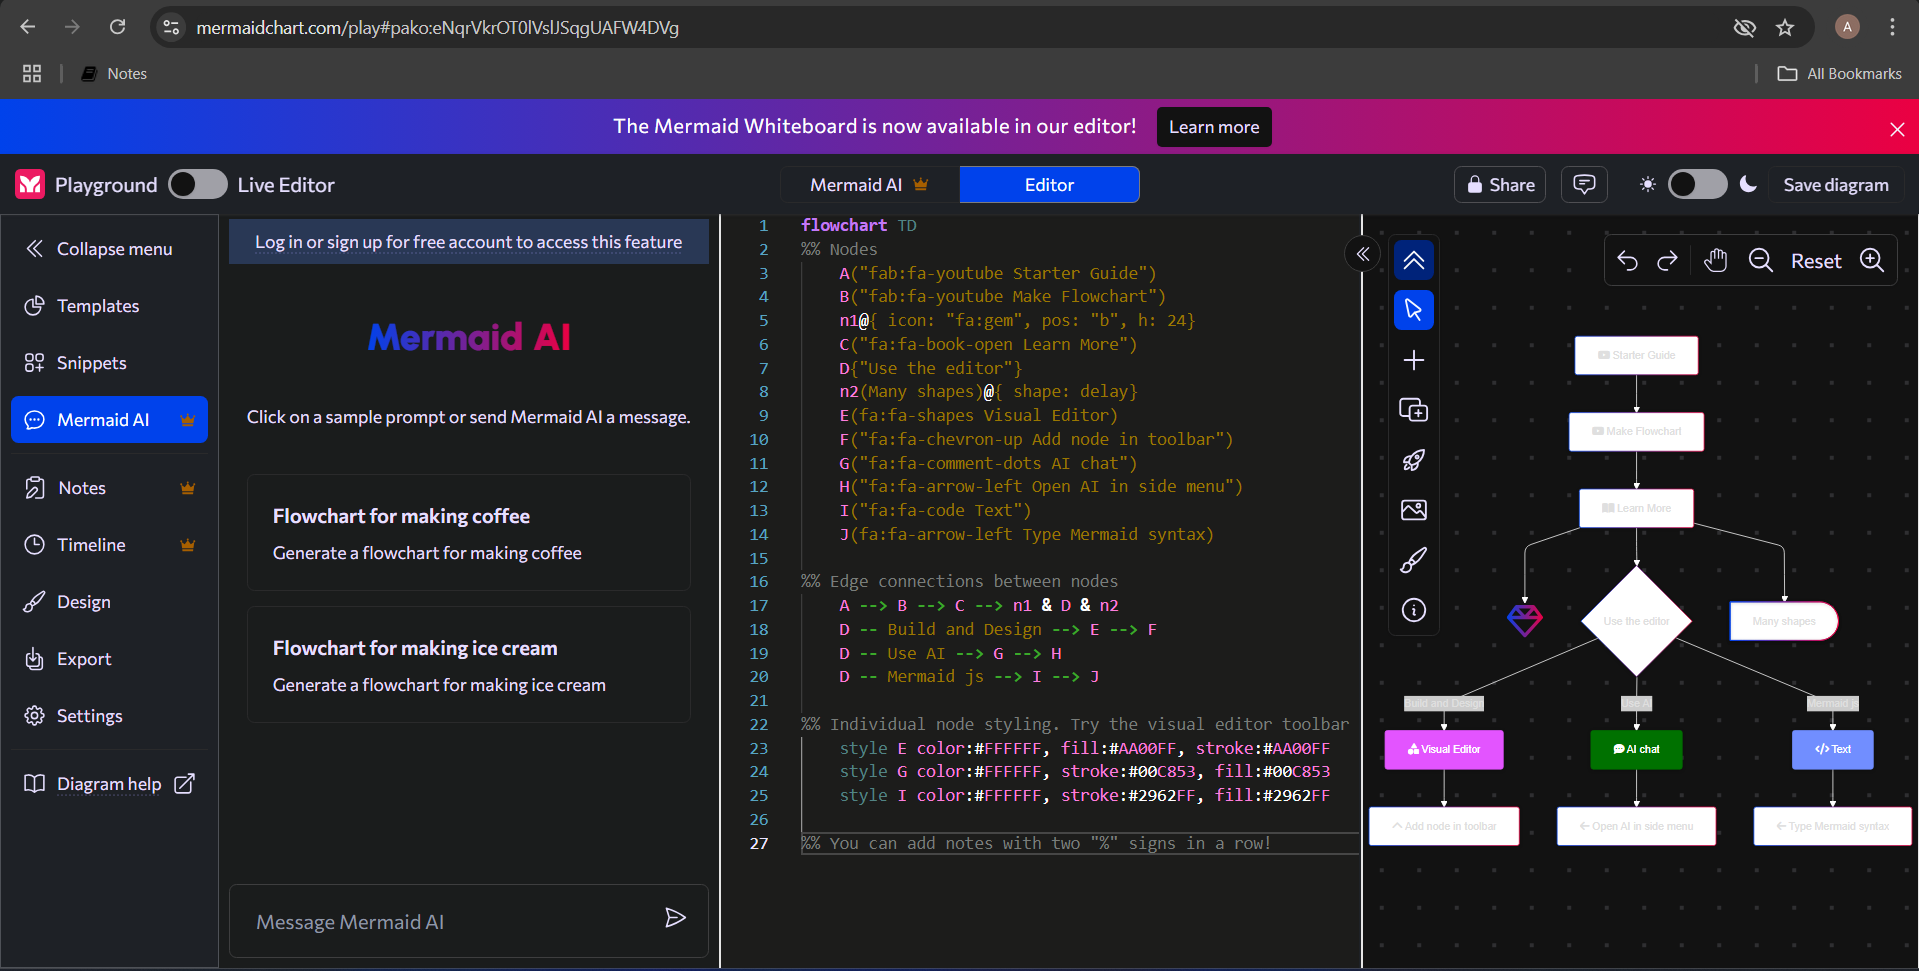 mermaidchart.com/play#pako:eNqrVkrOT0lVslJSqgUAFW4DVg
A
Notes
All Bookmarks
The Mermaid Whiteboard is now available in our editor!
Learn more
Playground
Live Editor
Mermaid AI
Editor
Share
Save diagram
Collapse menu
Templates
Snippets
Mermaid AI
Notes
Timeline
Design
Export
Settings
Diagram help
Log in or sign up for free account to access this feature
Mermaid AI
Click on a sample prompt or send Mermaid AI a message.
Flowchart for making coffee
Generate a flowchart for making coffee
Flowchart for making ice cream
Generate a flowchart for making ice cream
Message Mermaid AI
1 flowchart TD
2 %% Nodes
3 A("fab:fa-youtube Starter Guide")
4 B("fab:fa-youtube Make Flowchart")
5 n1@{ icon: "fa:gem", pos: "b", h: 24}
6 C("fa:fa-book-open Learn More")
7 D{"Use the editor"}
8 n2(Many shapes)@{ shape: delay}
9 E(fa:fa-shapes Visual Editor)
10 F("fa:fa-chevron-up Add node in toolbar")
11 G("fa:fa-comment-dots AI chat")
12 H("fa:fa-arrow-left Open AI in side menu")
13 I("fa:fa-code Text")
14 J(fa:fa-arrow-left Type Mermaid syntax)
15
16 %% Edge connections between nodes
17 A --> B --> C --> n1 & D & n2
18 D -- Build and Design --> E --> F
19 D -- Use AI --> G --> H
20 D -- Mermaid js --> I --> J
21
22 %% Individual node styling. Try the visual editor toolbar
23 style E color:#FFFFFF, fill:#AA00FF, stroke:#AA00FF
24 style G color:#FFFFFF, stroke:#00C853, fill:#00C853
25 style I color:#FFFFFF, stroke:#2962FF, fill:#2962FF
26
27 %% You can add notes with two "%" signs in a row!
Reset
Starter Guide
Make Flowchart
Learn More
Use the editor
Many shapes
Build and Design
Use AI
Mermaid js
Visual Editor
AI chat
</> Text
Add node in toolbar
Open AI in side menu
Type Mermaid syntax